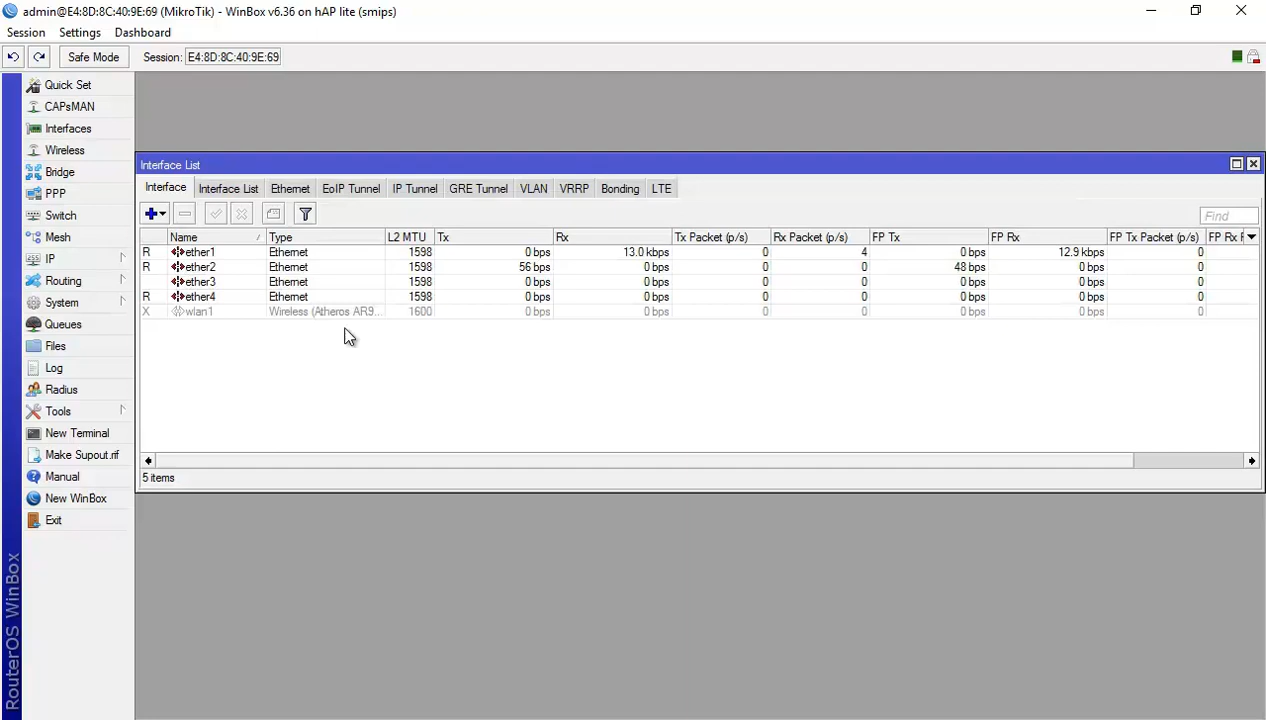 admin@E4:8D:8C:40:9E:69 (MikroTik) - WinBox v6.36 on hAP lite (smips)
Session Settings Dashboard
Safe Mode Session: E4:8D:8C:40:9E:69
Quick Set
CAPsMAN
Interfaces
Wireless
Bridge
PPP
Switch
Mesh
IP
Routing
System
Queues
Files
Log
Radius
Tools
New Terminal
Make Supout.rif
Manual
New WinBox
Exit
RouterOS WinBox
Interface List
Interface Interface List Ethernet EoIP Tunnel IP Tunnel GRE Tunnel VLAN VRRP Bonding LTE
Find
Name / Type L2 MTU Tx Rx Tx Packet (p/s) Rx Packet (p/s) FP Tx FP Rx FP Tx Packet (p/s) FP Rx
R ether1 Ethernet 1598 0 bps 13.0 kbps 0 4 0 bps 12.9 kbps 0
R ether2 Ethernet 1598 56 bps 0 bps 0 0 48 bps 0 bps 0
ether3 Ethernet 1598 0 bps 0 bps 0 0 0 bps 0 bps 0
R ether4 Ethernet 1598 0 bps 0 bps 0 0 0 bps 0 bps 0
X wlan1 Wireless (Atheros AR9... 1600 0 bps 0 bps 0 0 0 bps 0 bps 0
5 items